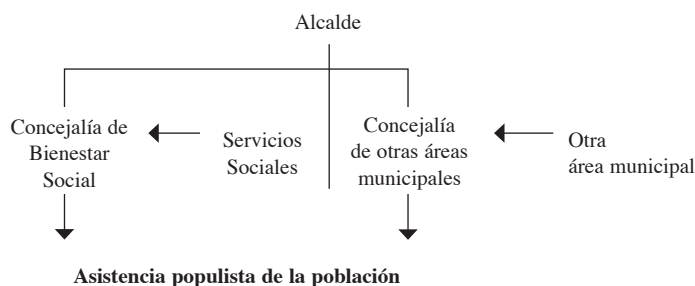 Alcalde
Concejalía de
Bienestar
Social
Servicios
Sociales
Concejalía
de otras áreas
municipales
Otra
área municipal
Asistencia populista de la población